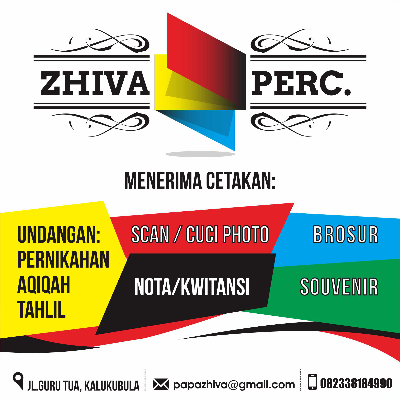 ZHIVA PERC.
MENERIMA CETAKAN:
UNDANGAN:
PERNIKAHAN
AQIQAH
TAHLIL
SCAN / CUCI PHOTO
BROSUR
NOTA/KWITANSI
SOUVENIR
JL.GURU TUA, KALUKUBULA
papazhiva@gmail.com
082338184990